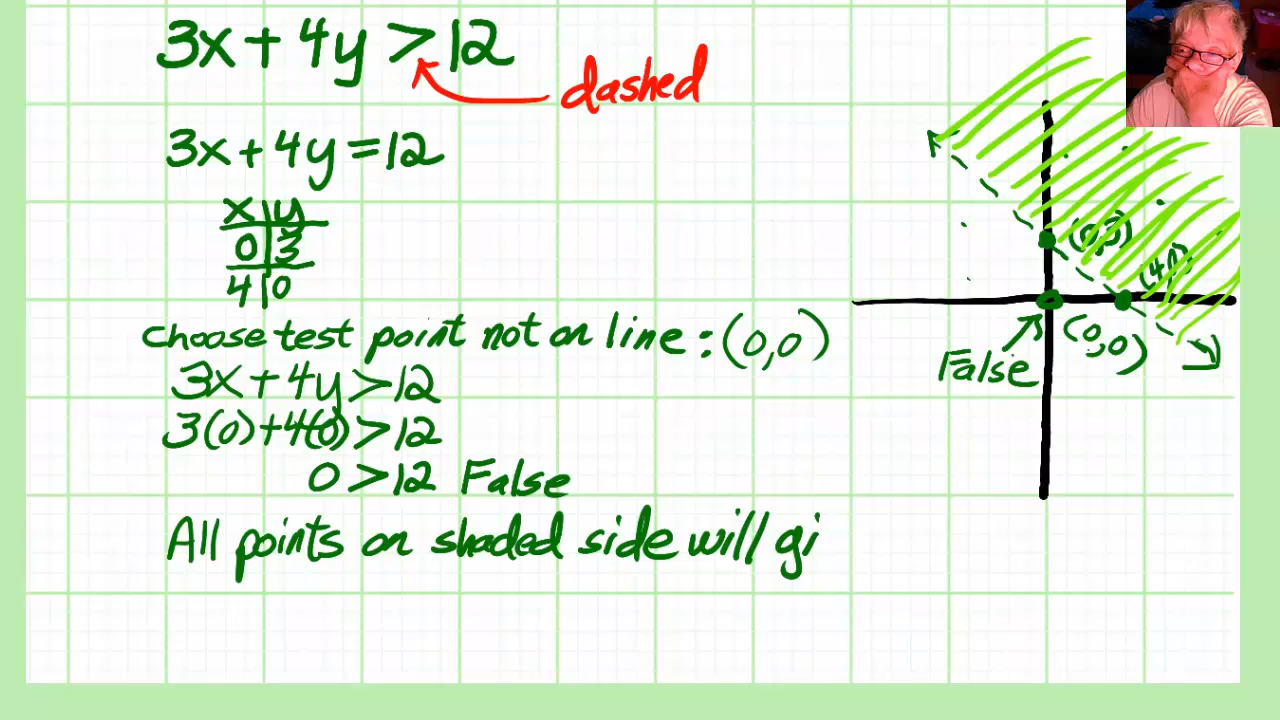 3x + 4y > 12
dashed
3x + 4y = 12
x y
0 3
4 0
choose test point not on line : (0,0)
3x + 4y > 12
3(0) + 4(0) > 12
0 > 12 False
All points on shaded side will gi
(0,3)
(4,0)
(0,0)
False